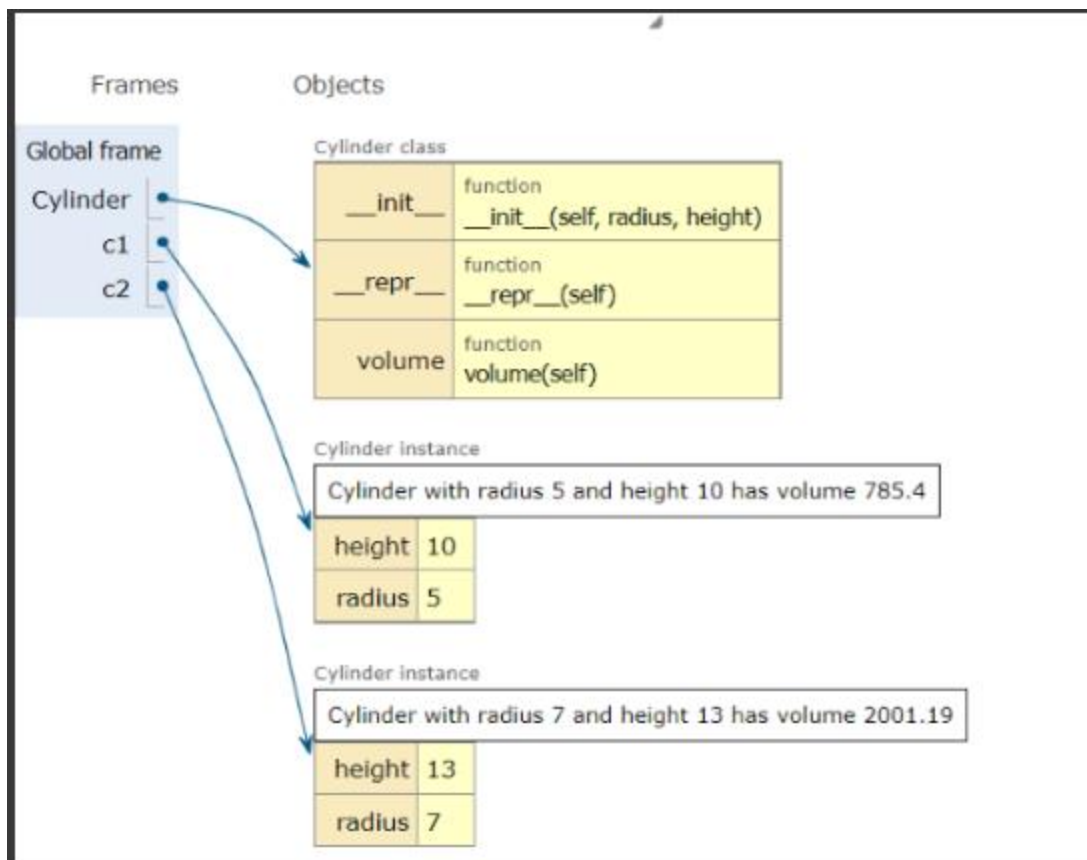 Frames Objects
Global frame
Cylinder
c1
c2
Cylinder class
__init__ function
__init__(self, radius, height)
__repr__ function
__repr__(self)
volume function
volume(self)
Cylinder instance
Cylinder with radius 5 and height 10 has volume 785.4
height 10
radius 5
Cylinder instance
Cylinder with radius 7 and height 13 has volume 2001.19
height 13
radius 7